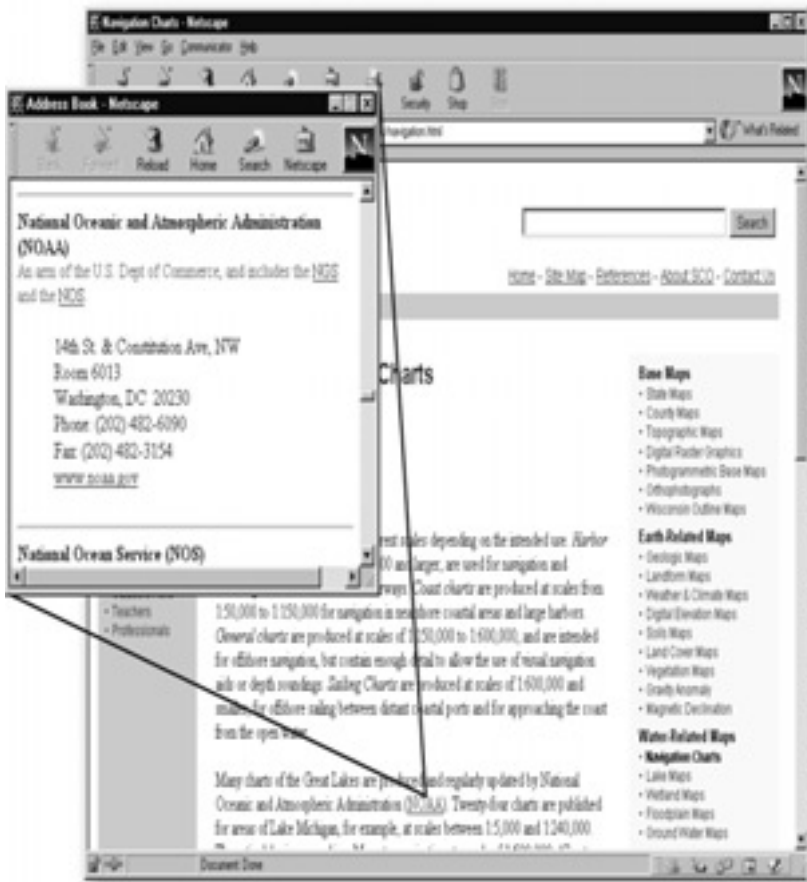 Navigation Charts - Netscape
File Edit View Go Communicator Help
Security Shop
/navigation.html
What's Related
Search
Home - Site Map - References - About SCO - Contact Us
Address Book - Netscape
Back Forward Reload Home Search Netscape
National Oceanic and Atmospheric Administration
(NOAA)
An arm of the U.S. Dept of Commerce, and includes the NGS
and the NOS.
14th St. & Constitution Ave, NW
Room 6013
Washington, DC 20230
Phone: (202) 482-6090
Fax: (202) 482-3154
www.noaa.gov
National Ocean Service (NOS)
• Teachers
• Professionals
Charts
scales depending on the intended use. Harbor
00 and larger, are used for navigation and
Coast charts are produced at scales from
1:50,000 to 1:150,000 for navigation in nearshore coastal areas and large harbors.
General charts are produced at scales of 1:150,000 to 1:600,000, and are intended
for offshore navigation, but contain enough detail to allow the use of visual navigation
aids or depth soundings. Sailing Charts are produced at scales of 1:600,000 and
smaller for offshore sailing between distant coastal ports and for approaching the coast
from the open water.
Many charts of the Great Lakes are produced and regularly updated by National
Oceanic and Atmospheric Administration (NOAA). Twenty-four charts are published
for areas of Lake Michigan, for example, at scales between 1:5,000 and 1:240,000.
Base Maps
• State Maps
• County Maps
• Topographic Maps
• Digital Raster Graphics
• Photogrammetric Base Maps
• Orthophotographs
• Wisconsin Outline Maps
Earth-Related Maps
• Geologic Maps
• Landform Maps
• Weather & Climate Maps
• Digital Elevation Maps
• Soils Maps
• Land Cover Maps
• Vegetation Maps
• Gravity Anomaly
• Magnetic Declination
Water-Related Maps
• Navigation Charts
• Lake Maps
• Wetland Maps
• Floodplain Maps
• Ground Water Maps
Document: Done